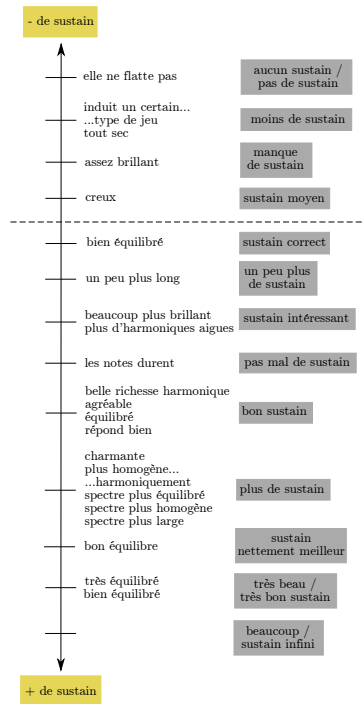 - de sustain
elle ne flatte pas
aucun sustain /
pas de sustain
induit un certain...
...type de jeu
tout sec
moins de sustain
assez brillant
manque
de sustain
creux
sustain moyen
bien équilibré
sustain correct
un peu plus long
un peu plus
de sustain
beaucoup plus brillant
plus d'harmoniques aigues
sustain intéressant
les notes durent
pas mal de sustain
belle richesse harmonique
agréable
équilibré
répond bien
bon sustain
charmante
plus homogène...
...harmoniquement
spectre plus équilibré
spectre plus homogène
spectre plus large
plus de sustain
bon équilibre
sustain
nettement meilleur
très équilibré
bien équilibré
très beau /
très bon sustain
beaucoup /
sustain infini
+ de sustain